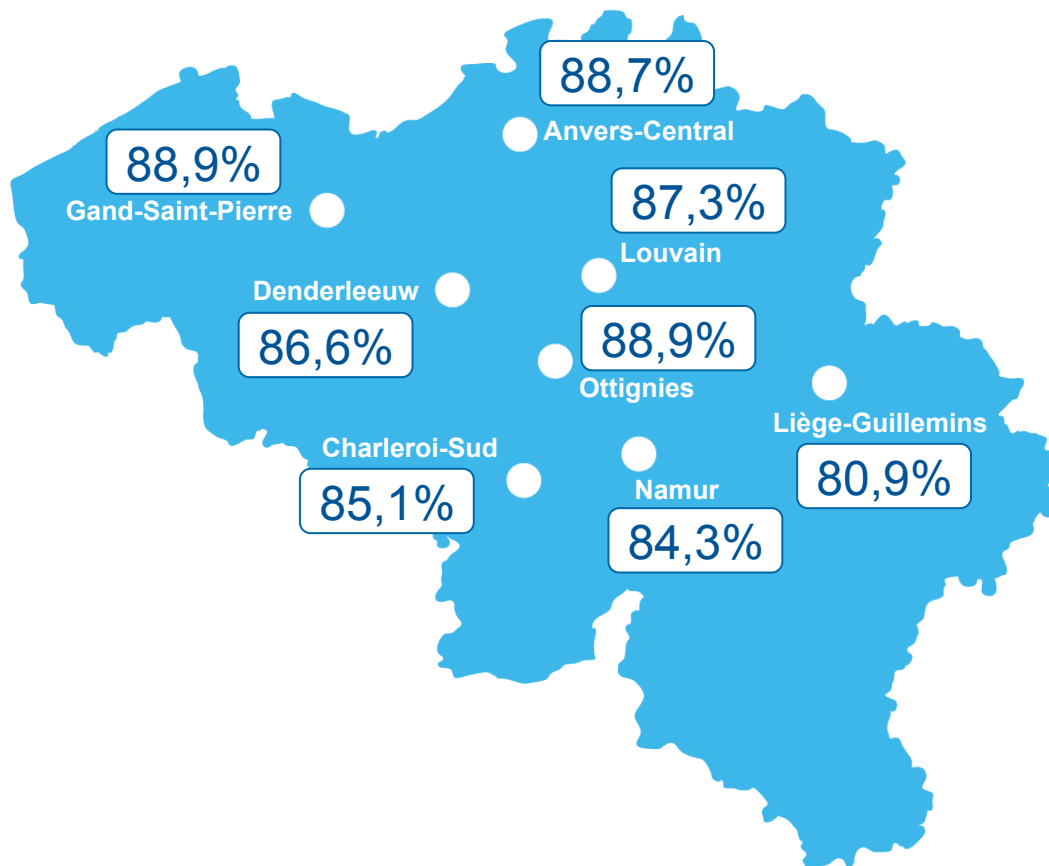 88,7%
Anvers-Central
88,9%
Gand-Saint-Pierre
87,3%
Louvain
Denderleeuw
86,6%
88,9%
Ottignies
Liège-Guillemins
80,9%
Charleroi-Sud
85,1%
Namur
84,3%